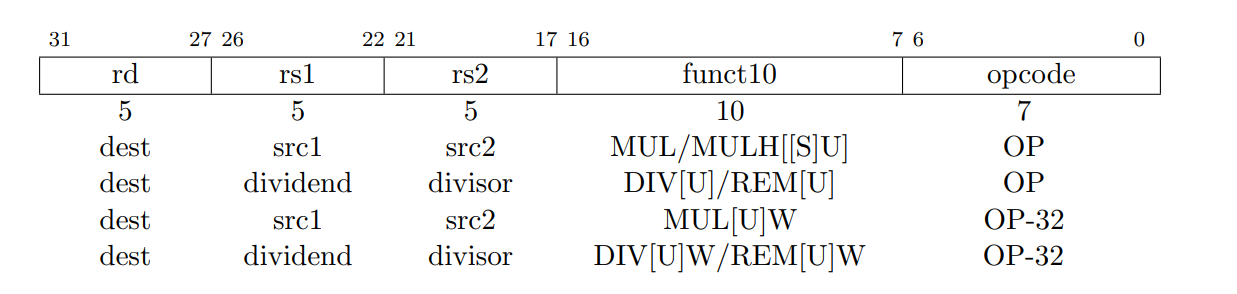 31 27 26 22 21 17 16 7 6 0
rd rs1 rs2 funct10 opcode
5 5 5 10 7
dest src1 src2 MUL/MULH[[S]U] OP
dest dividend divisor DIV[U]/REM[U] OP
dest src1 src2 MUL[U]W OP-32
dest dividend divisor DIV[U]W/REM[U]W OP-32